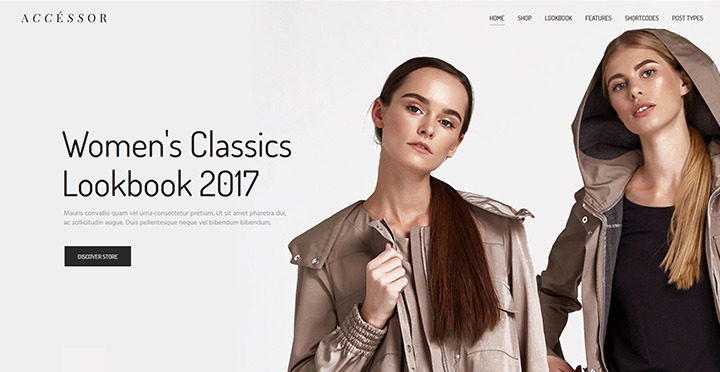 ACCÉSSOR
HOME SHOP LOOKBOOK FEATURES SHORTCODES POST TYPES
Women's Classics
Lookbook 2017
Mauris convallis quam vel urna consectetur pretium. Ut sit amet pharetra dui,
ac sollicitudin augue. Duis pellentesque neque vel bibendum bibendum.
DISCOVER STORE